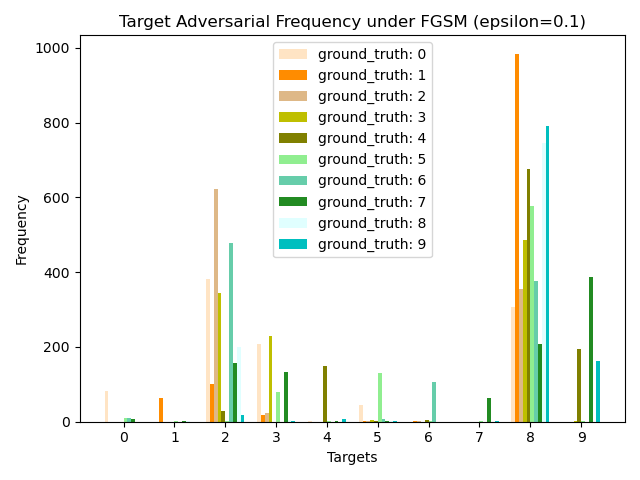 Target Adversarial Frequency under FGSM (epsilon=0.1)
1000
800
600
400
200
0
Frequency
ground_truth: 0
ground_truth: 1
ground_truth: 2
ground_truth: 3
ground_truth: 4
ground_truth: 5
ground_truth: 6
ground_truth: 7
ground_truth: 8
ground_truth: 9
0 1 2 3 4 5 6 7 8 9
Targets